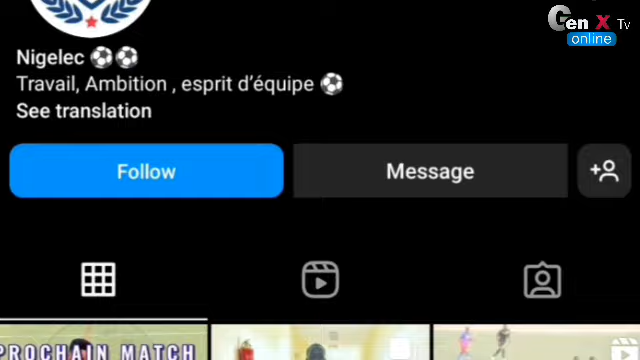 Gen X Tv
online
Nigelec ⚽⚽
Travail, Ambition , esprit d’équipe ⚽
See translation
Follow
Message
PROCHAIN MATCH